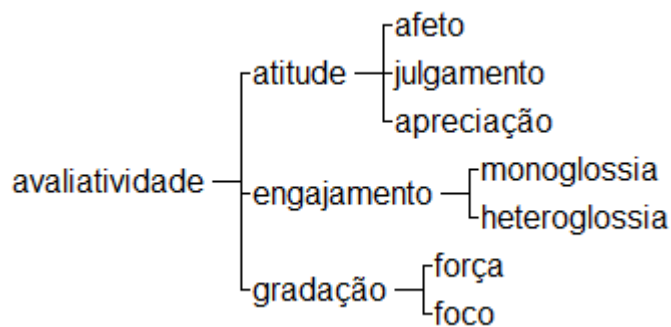 avaliatividade
atitude
afeto
julgamento
apreciação
engajamento
monoglossia
heteroglossia
gradação
força
foco